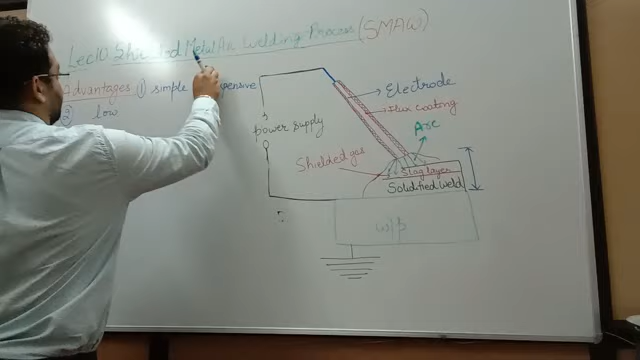 Lec10 Shielded Metal Arc Welding Process (SMAW)
Advantages ① simple expensive
② low
Electrode
Flux coating
power supply
Arc
Shielded gas
Slag layer
Solidified weld
w/p